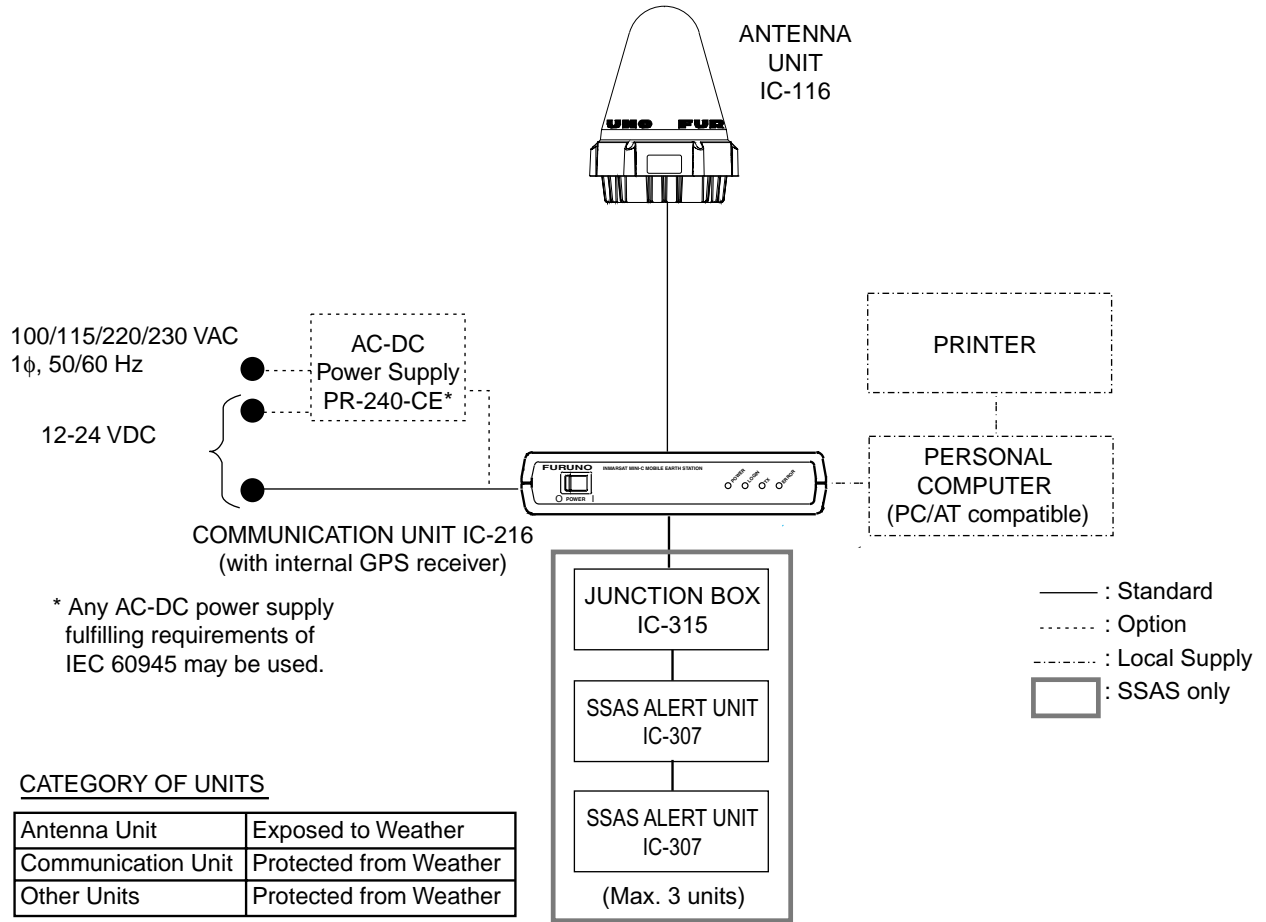 ANTENNA
UNIT
IC-116
UNO FUR
100/115/220/230 VAC
1ϕ, 50/60 Hz
AC-DC
Power Supply
PR-240-CE*
12-24 VDC
PRINTER
PERSONAL
COMPUTER
(PC/AT compatible)
FURUNO
INMARSAT MINI-C MOBILE EARTH STATION
POWER
LOGIN
TX
ERROR
POWER
COMMUNICATION UNIT IC-216
(with internal GPS receiver)
* Any AC-DC power supply
fulfilling requirements of
IEC 60945 may be used.
JUNCTION BOX
IC-315
SSAS ALERT UNIT
IC-307
SSAS ALERT UNIT
IC-307
(Max. 3 units)
: Standard
: Option
: Local Supply
: SSAS only
CATEGORY OF UNITS
Antenna Unit Exposed to Weather
Communication Unit Protected from Weather
Other Units Protected from Weather